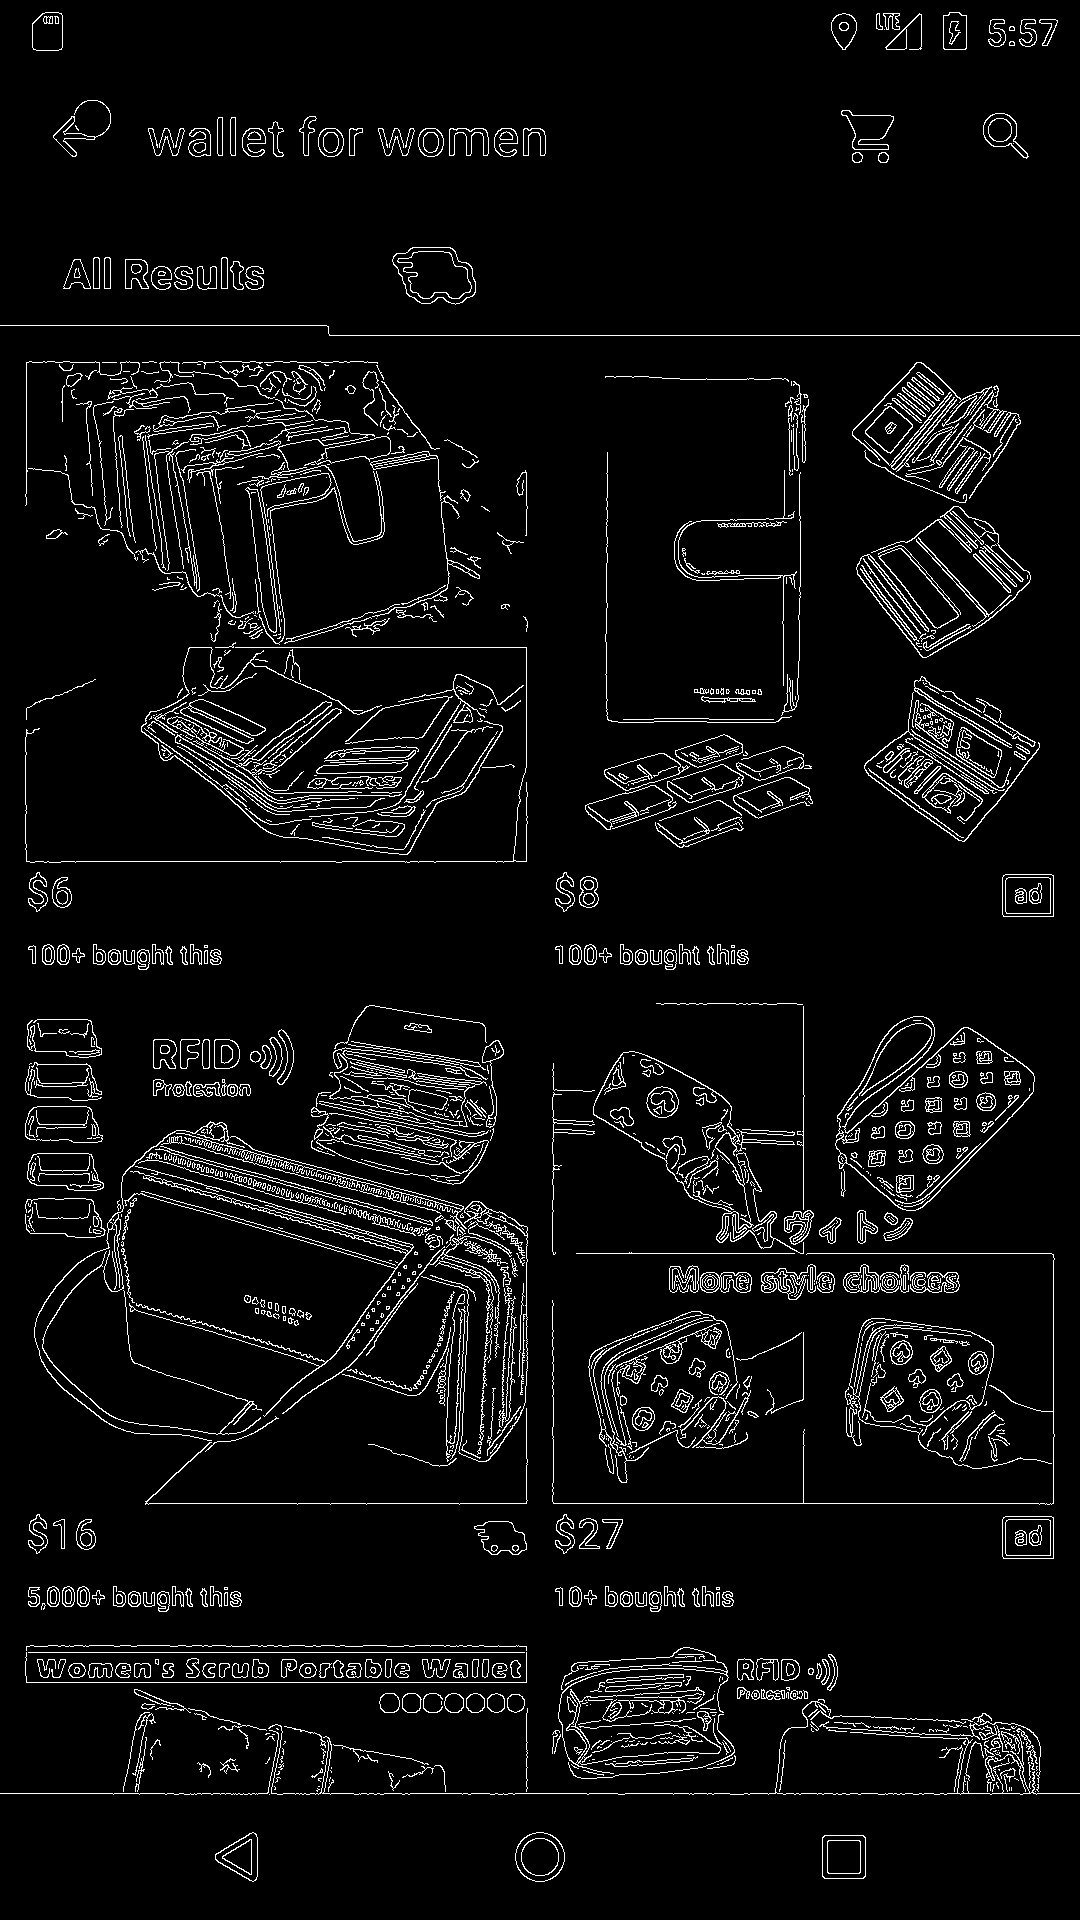 LTE 5:57
wallet for women
All Results
$6
$8
ad
100+ bought this
100+ bought this
RFID
Protection
ルイヴィトン
More style choices
$16
$27
ad
5,000+ bought this
10+ bought this
Women's Scrub Portable Wallet
RFID
Protection